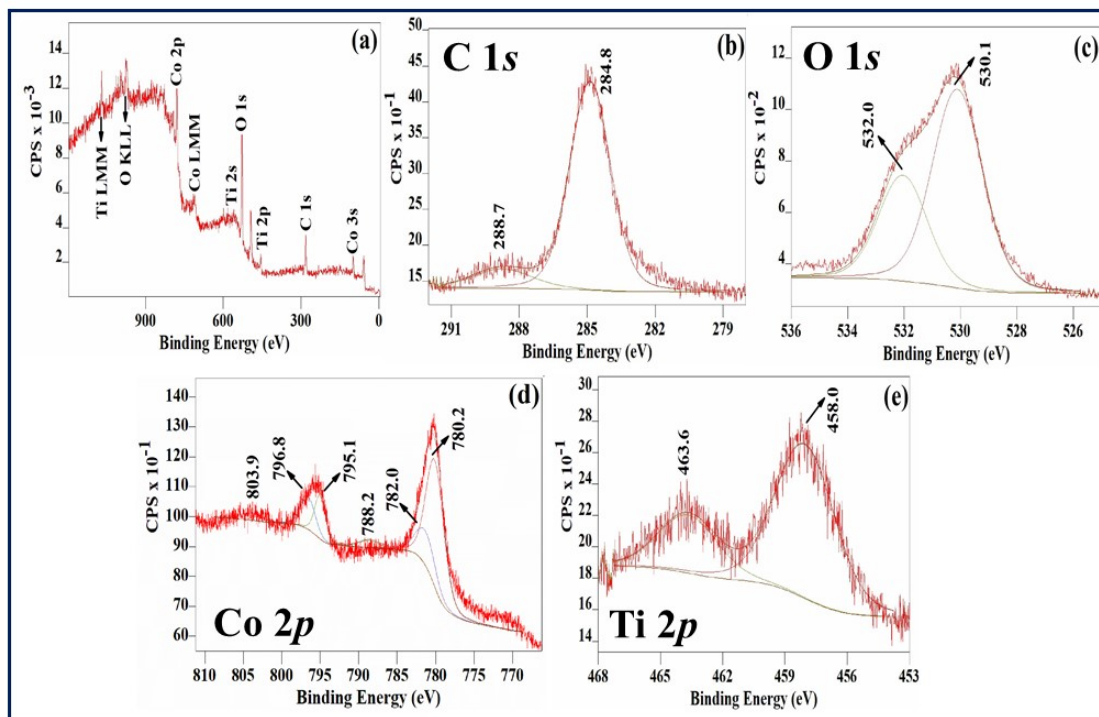 (a)
CPS x 10⁻³
14
12
10
8
6
4
2
Ti LMM
O KLL
Co 2p
Co LMM
Ti 2s
O 1s
Ti 2p
C 1s
Co 3s
900
600
300
0
Binding Energy (eV)
(b)
C 1s
CPS x 10⁻¹
50
45
40
35
30
25
20
15
10
288.7
284.8
291
288
285
282
279
Binding Energy (eV)
(c)
O 1s
CPS x 10⁻²
12
10
8
6
4
532.0
530.1
536
534
532
530
528
526
Binding Energy (eV)
(d)
CPS x 10⁻¹
140
130
120
110
100
90
80
70
60
803.9
796.8
795.1
788.2
782.0
780.2
Co 2p
810
805
800
795
790
785
780
775
770
Binding Energy (eV)
(e)
CPS x 10⁻¹
30
28
26
24
22
20
18
16
14
463.6
458.0
Ti 2p
468
465
462
459
456
453
Binding Energy (eV)